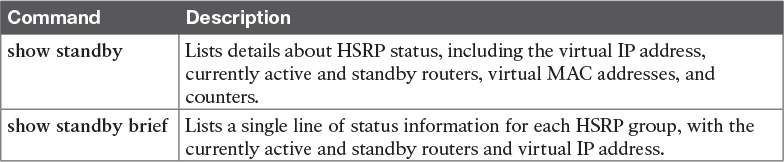 Command Description
show standby Lists details about HSRP status, including the virtual IP address,
currently active and standby routers, virtual MAC addresses, and
counters.
show standby brief Lists a single line of status information for each HSRP group, with the
currently active and standby routers and virtual IP address.